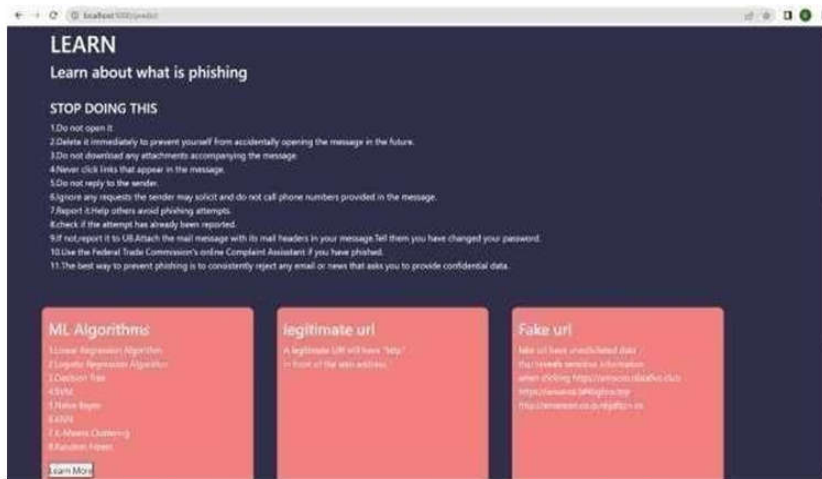 localhost:5000/predict
LEARN
Learn about what is phishing
STOP DOING THIS
1.Do not open it
2.Delete it immediately to prevent yourself from accidentally opening the message in the future.
3.Do not download any attachments accompanying the message.
4.Never click links that appear in the message.
5.Do not reply to the sender.
6.Ignore any requests the sender may solicit and do not call phone numbers provided in the message.
7.Report it.Help others avoid phishing attempts.
8.check if the attempt has already been reported.
9.If not,report it to UB.Attach the mail message with its mail headers in your message.Tell them you have changed your password.
10.Use the Federal Trade Commission's online Complaint Assistant if you have phished.
11.The best way to prevent phishing is to consistently reject any email or news that asks you to provide confidential data.
ML Algorithms
1.Linear Regression Algorithm
2.Logistic Regression Algorithm
3.Decision Tree
4.SVM
5.Naive Bayes
6.KNN
7.K-Means Clustering
8.Random Forest
Learn More
legitimate url
A legitimate URl will have "http:"
in front of the web address.
Fake url
fake url have unvalidated data
that reveals sensitive information
when clicking